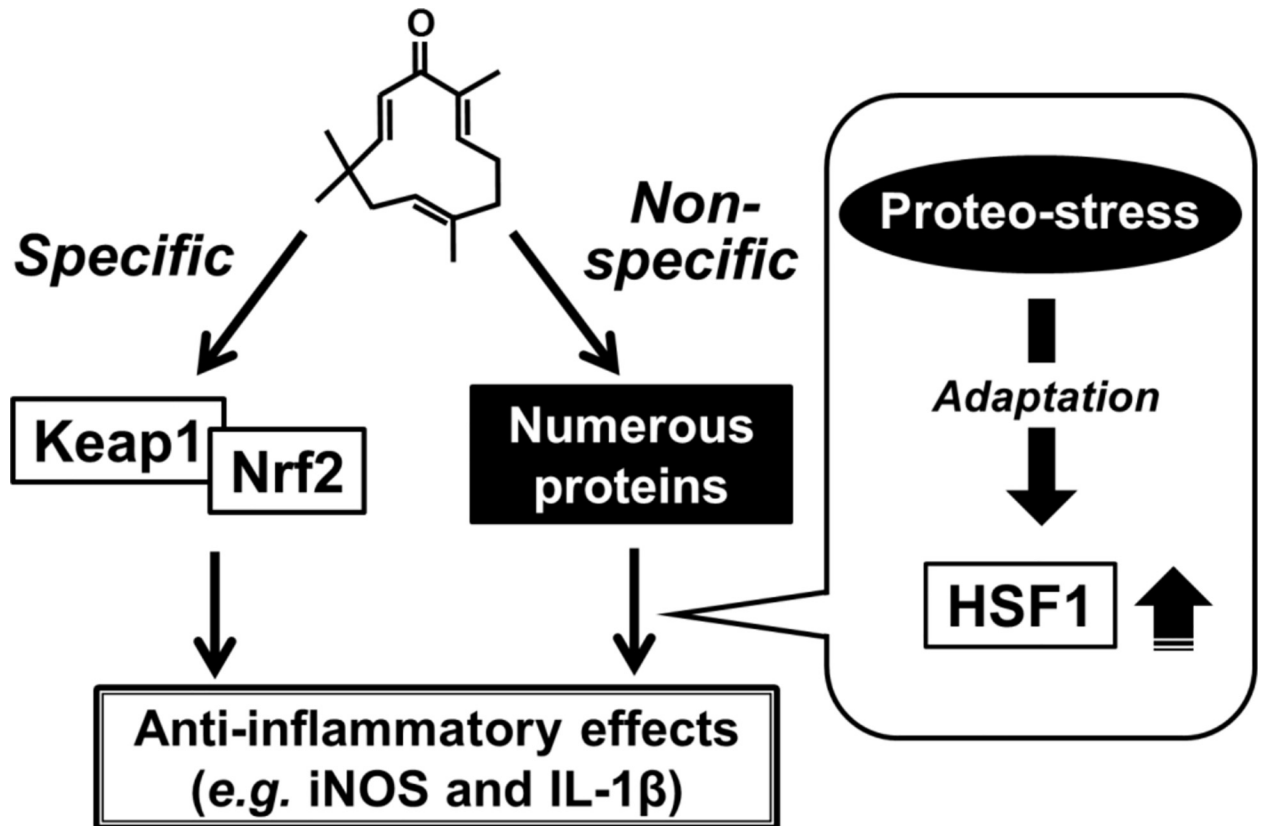 O
Specific
Non-
specific
Keap1
Nrf2
Numerous
proteins
Anti-inflammatory effects
(e.g. iNOS and IL-1β)
Proteo-stress
Adaptation
HSF1